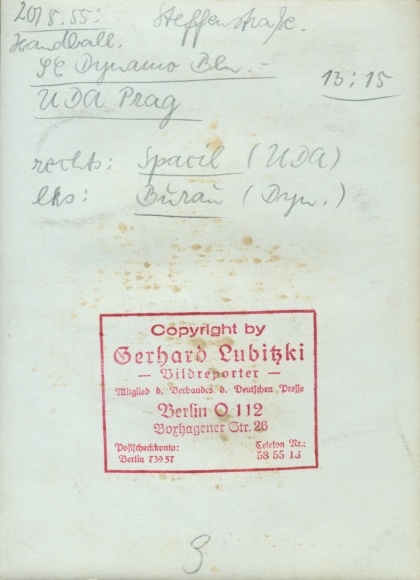 20/8.55: Steffenstraße.
Handball.
SC Dynamo Bln. -
UDA Prag 13:15
rechts: Spacil (UDA)
lks: Burau (Dyn.)
Copyright by
Gerhard Lubitzki
— Bildreporter —
Mitglied d. Verbandes d. Deutschen Presse
Berlin O 112
Boxhagener Str. 26
Postscheckkonto: Telefon Nr.:
Berlin 739 57 58 55 13